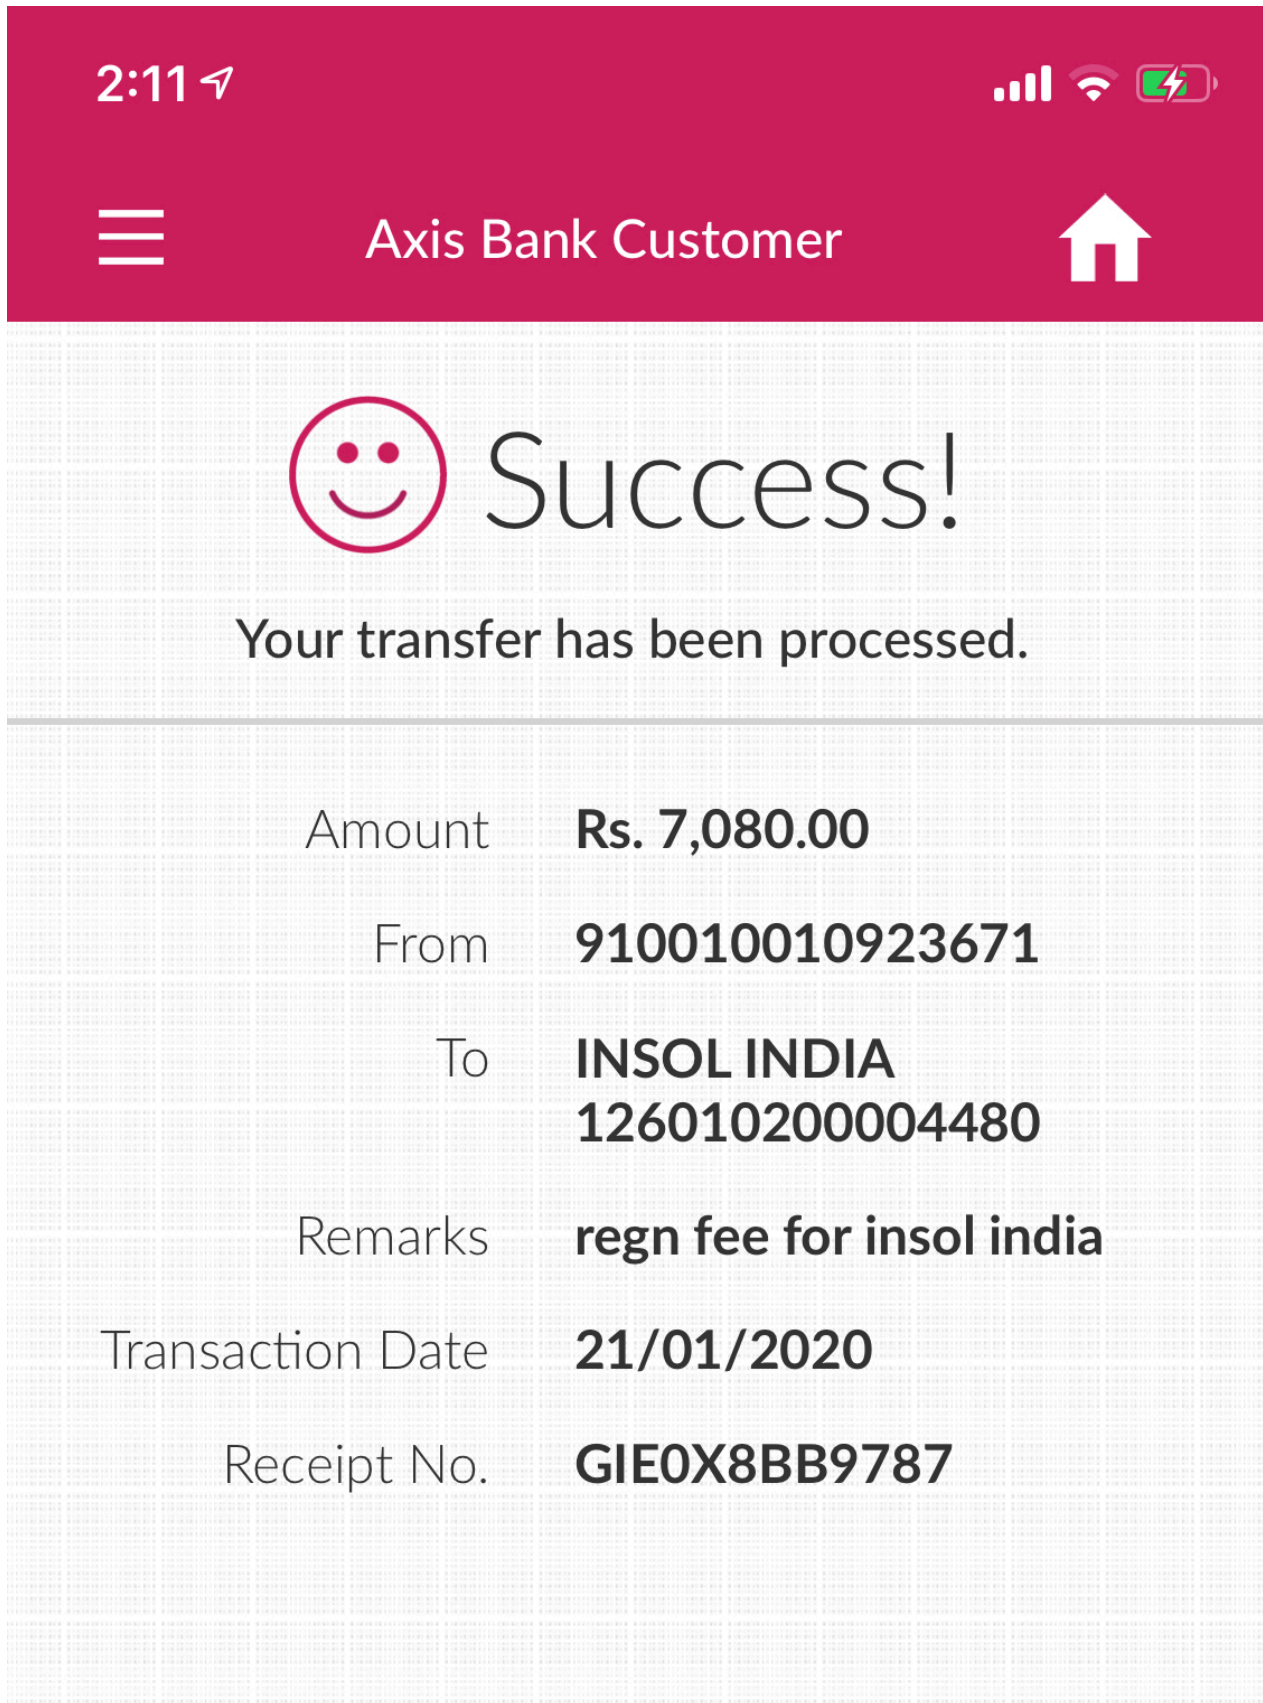 2:11
Axis Bank Customer
Success!
Your transfer has been processed.
Amount Rs. 7,080.00
From 910010010923671
To INSOL INDIA
126010200004480
Remarks regn fee for insol india
Transaction Date 21/01/2020
Receipt No. GIE0X8BB9787